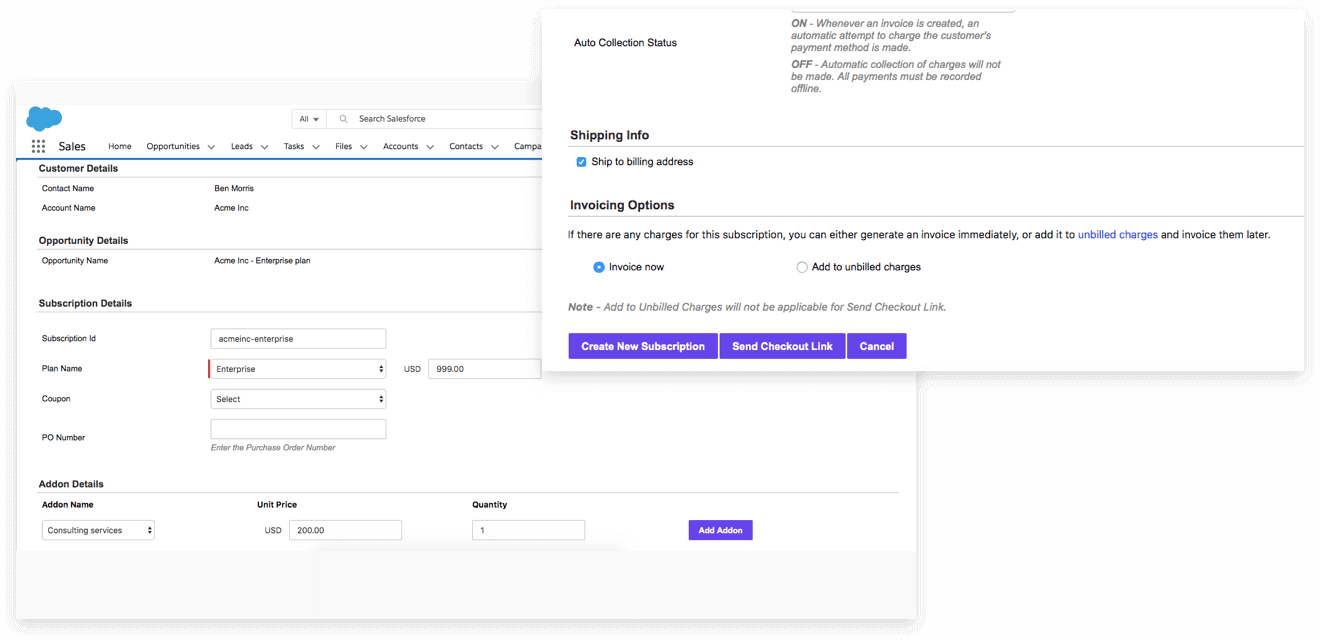 All
Search Salesforce
Sales
Home
Opportunities
Leads
Tasks
Files
Accounts
Contacts
Campa
Customer Details
Contact Name
Ben Morris
Account Name
Acme Inc
Opportunity Details
Opportunity Name
Acme Inc - Enterprise plan
Subscription Details
Subscription Id
acmeinc-enterprise
Plan Name
Enterprise
USD
999.00
Coupon
Select
PO Number
Enter the Purchase Order Number
Addon Details
Addon Name
Unit Price
Quantity
Consulting services
USD
200.00
1
Add Addon
Auto Collection Status
ON - Whenever an invoice is created, an
automatic attempt to charge the customer's
payment method is made.
OFF - Automatic collection of charges will not
be made. All payments must be recorded
offline.
Shipping Info
Ship to billing address
Invoicing Options
If there are any charges for this subscription, you can either generate an invoice immediately, or add it to unbilled charges and invoice them later.
Invoice now
Add to unbilled charges
Note - Add to Unbilled Charges will not be applicable for Send Checkout Link.
Create New Subscription
Send Checkout Link
Cancel